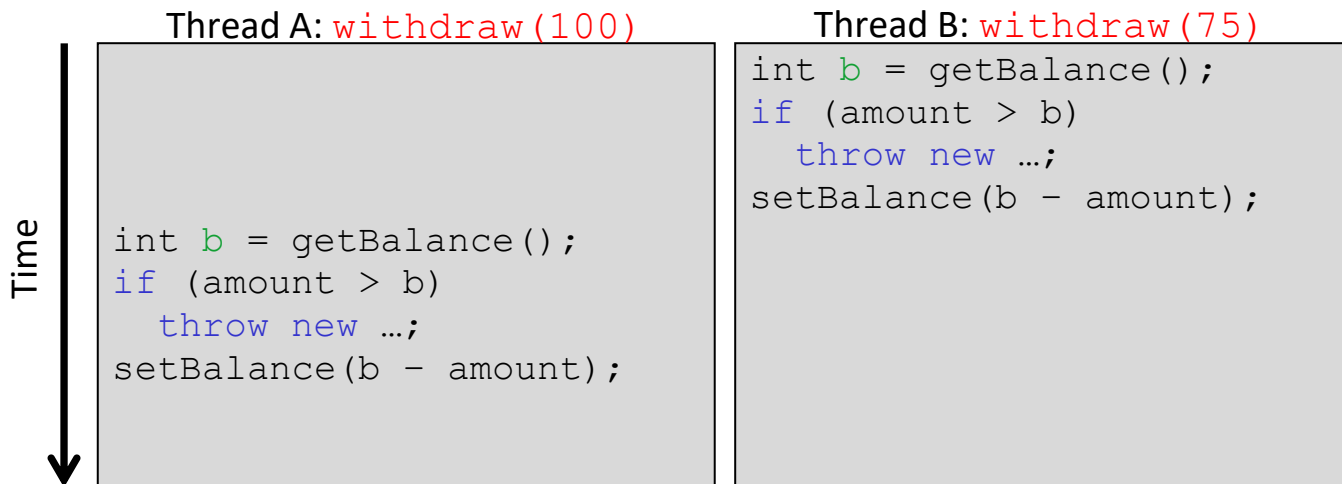 Thread A: withdraw(100)
Thread B: withdraw(75)
Time
int b = getBalance();
if (amount > b)
throw new …;
setBalance(b – amount);
int b = getBalance();
if (amount > b)
throw new …;
setBalance(b – amount);